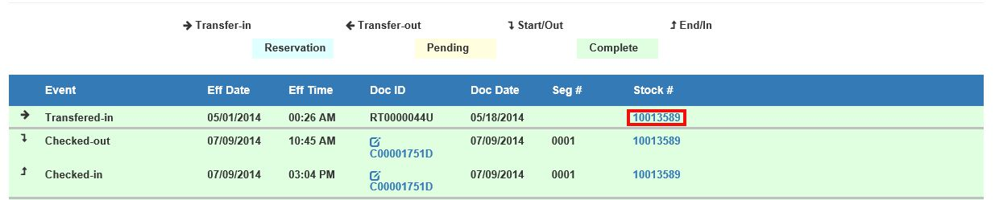 Transfer-in Transfer-out Start/Out End/In
Reservation Pending Complete
Event Eff Date Eff Time Doc ID Doc Date Seg # Stock #
Transfered-in 05/01/2014 00:26 AM RT0000044U 05/18/2014 10013589
Checked-out 07/09/2014 10:45 AM C00001751D 07/09/2014 0001 10013589
Checked-in 07/09/2014 03:04 PM C00001751D 07/09/2014 0001 10013589